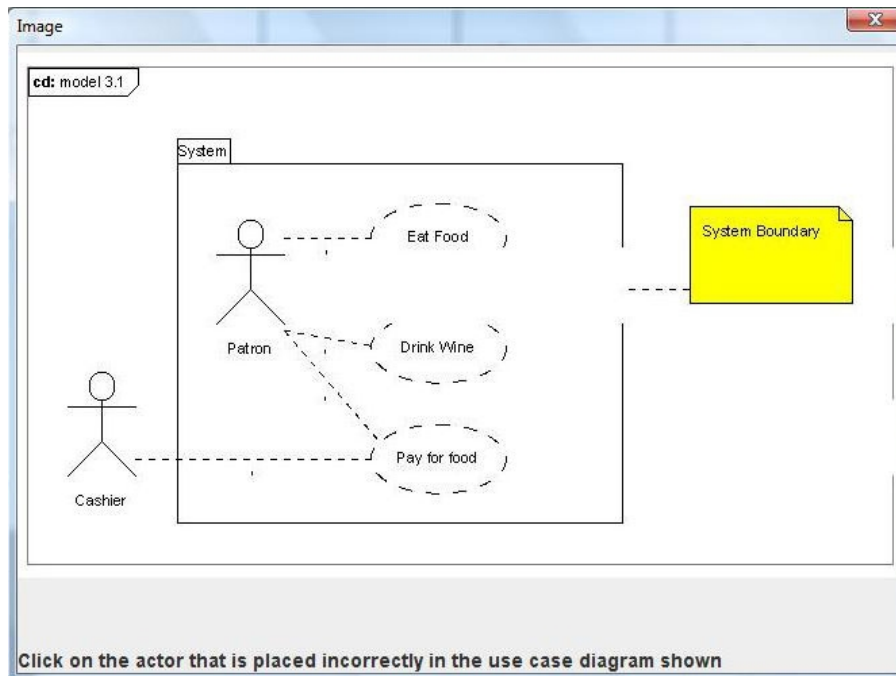 Image
cd: model 3.1
System
Eat Food
System Boundary
Patron
Drink Wine
Pay for food
Cashier
Click on the actor that is placed incorrectly in the use case diagram shown